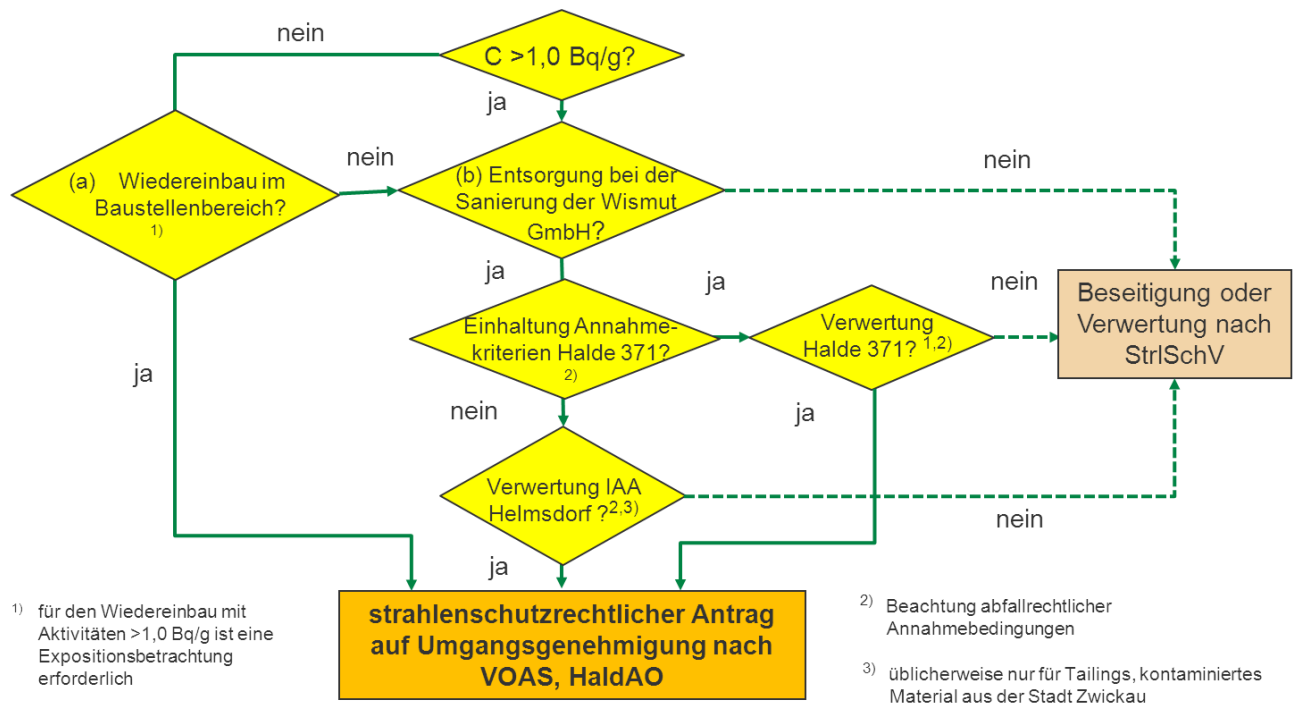 nein
C >1,0 Bq/g?
ja
(a) Wiedereinbau im
Baustellenbereich?
1)
nein
(b) Entsorgung bei der
Sanierung der Wismut
GmbH?
nein
ja
ja
Einhaltung Annahme-
kriterien Halde 371?
2)
ja
Verwertung
Halde 371? 1,2)
nein
Beseitigung oder
Verwertung nach
StrlSchV
nein
ja
Verwertung IAA
Helmsdorf ?2,3)
nein
ja
strahlenschutzrechtlicher Antrag
auf Umgangsgenehmigung nach
VOAS, HaldAO
1) für den Wiedereinbau mit
Aktivitäten >1,0 Bq/g ist eine
Expositionsbetrachtung
erforderlich
2) Beachtung abfallrechtlicher
Annahmebedingungen
3) üblicherweise nur für Tailings, kontaminiertes
Material aus der Stadt Zwickau